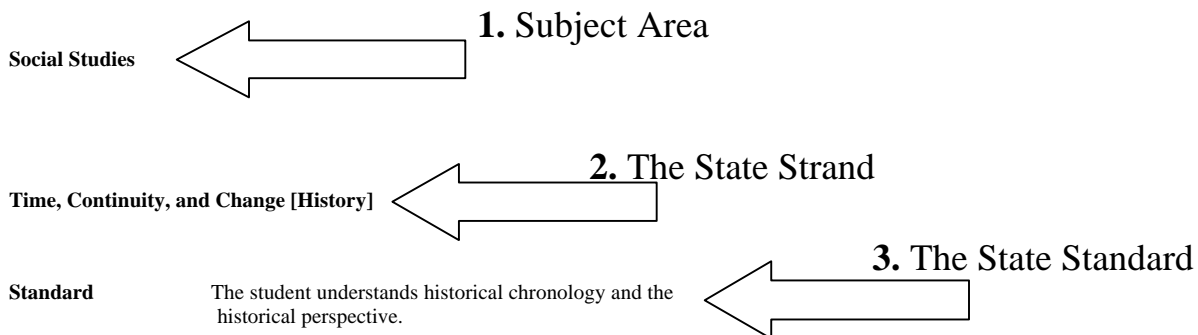 1. Subject Area
Social Studies
2. The State Strand
Time, Continuity, and Change [History]
3. The State Standard
Standard The student understands historical chronology and the
historical perspective.